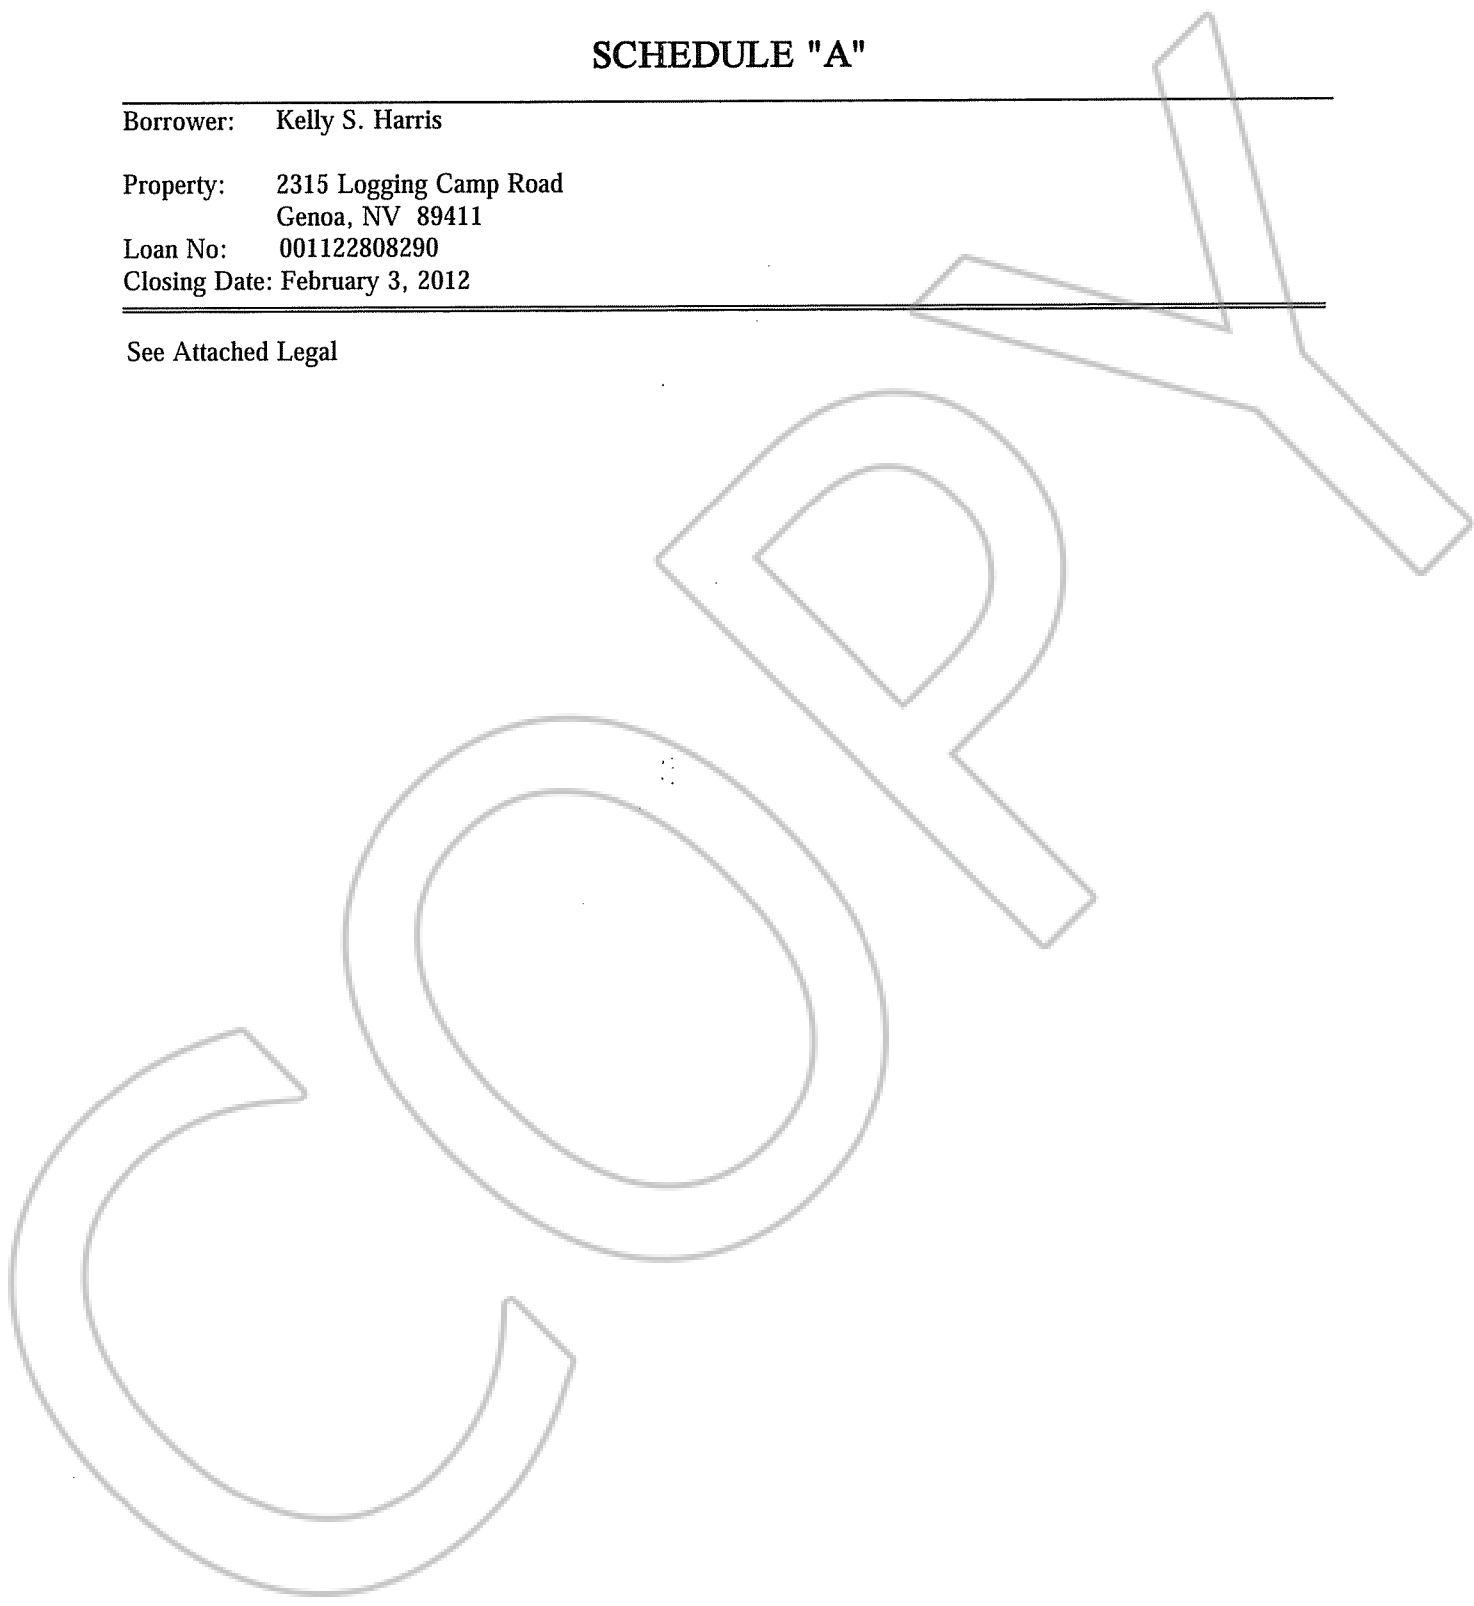 SCHEDULE "A"
Borrower: Kelly S. Harris
Property: 2315 Logging Camp Road
Genoa, NV 89411
Loan No: 001122808290
Closing Date: February 3, 2012
See Attached Legal
COPY